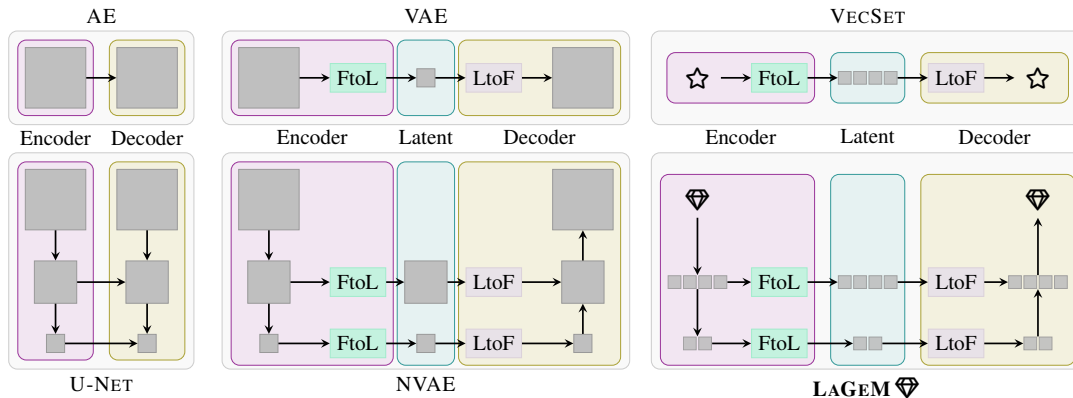 AE VAE VECSET
FtoL LtoF FtoL LtoF
Encoder Decoder Encoder Latent Decoder Encoder Latent Decoder
FtoL LtoF FtoL LtoF
FtoL LtoF FtoL LtoF
U-NET NVAE LAGEM